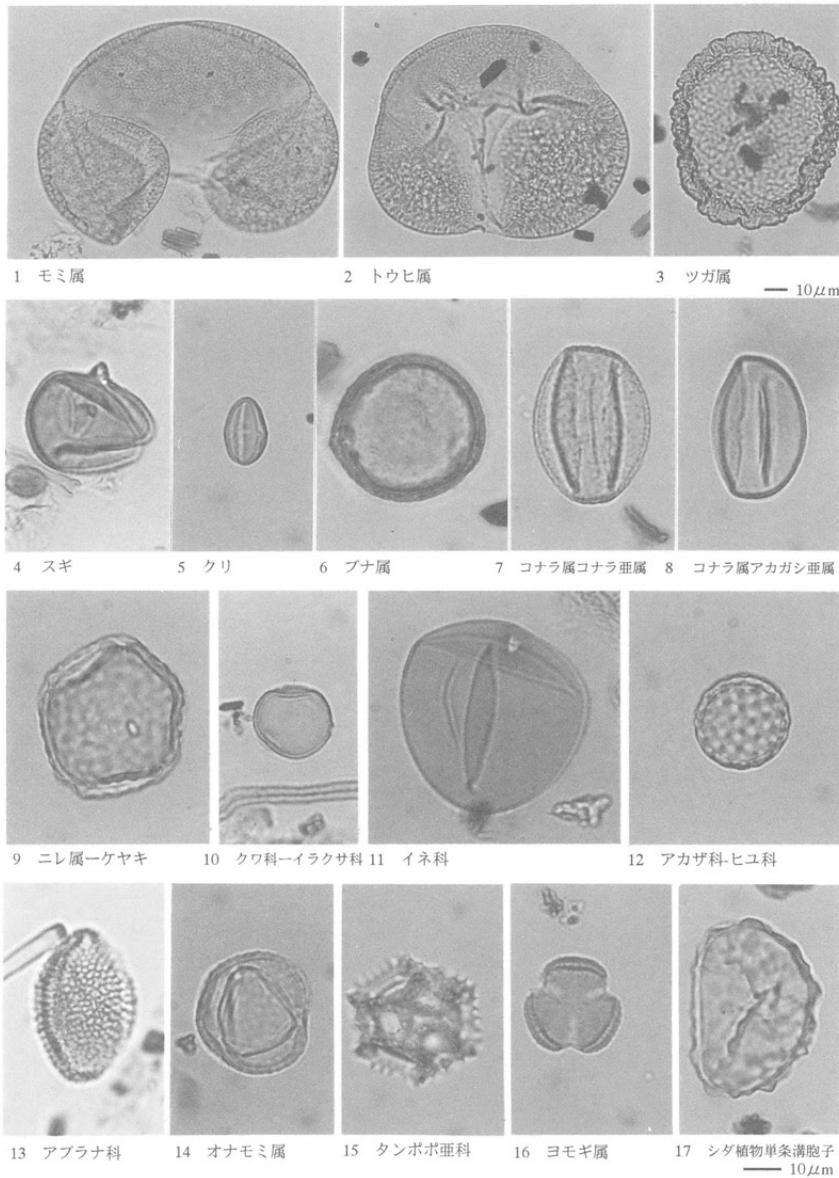 1 モミ属 2 トウヒ属 3 ツガ属
10μm
4 スギ 5 クリ 6 ブナ属 7 コナラ属コナラ亜属 8 コナラ属アカガシ亜属
9 ニレ属ーケヤキ 10 クワ科ーイラクサ科 11 イネ科 12 アカザ科-ヒユ科
13 アブラナ科 14 オナモミ属 15 タンポポ亜科 16 ヨモギ属 17 シダ植物単条溝胞子
10μm